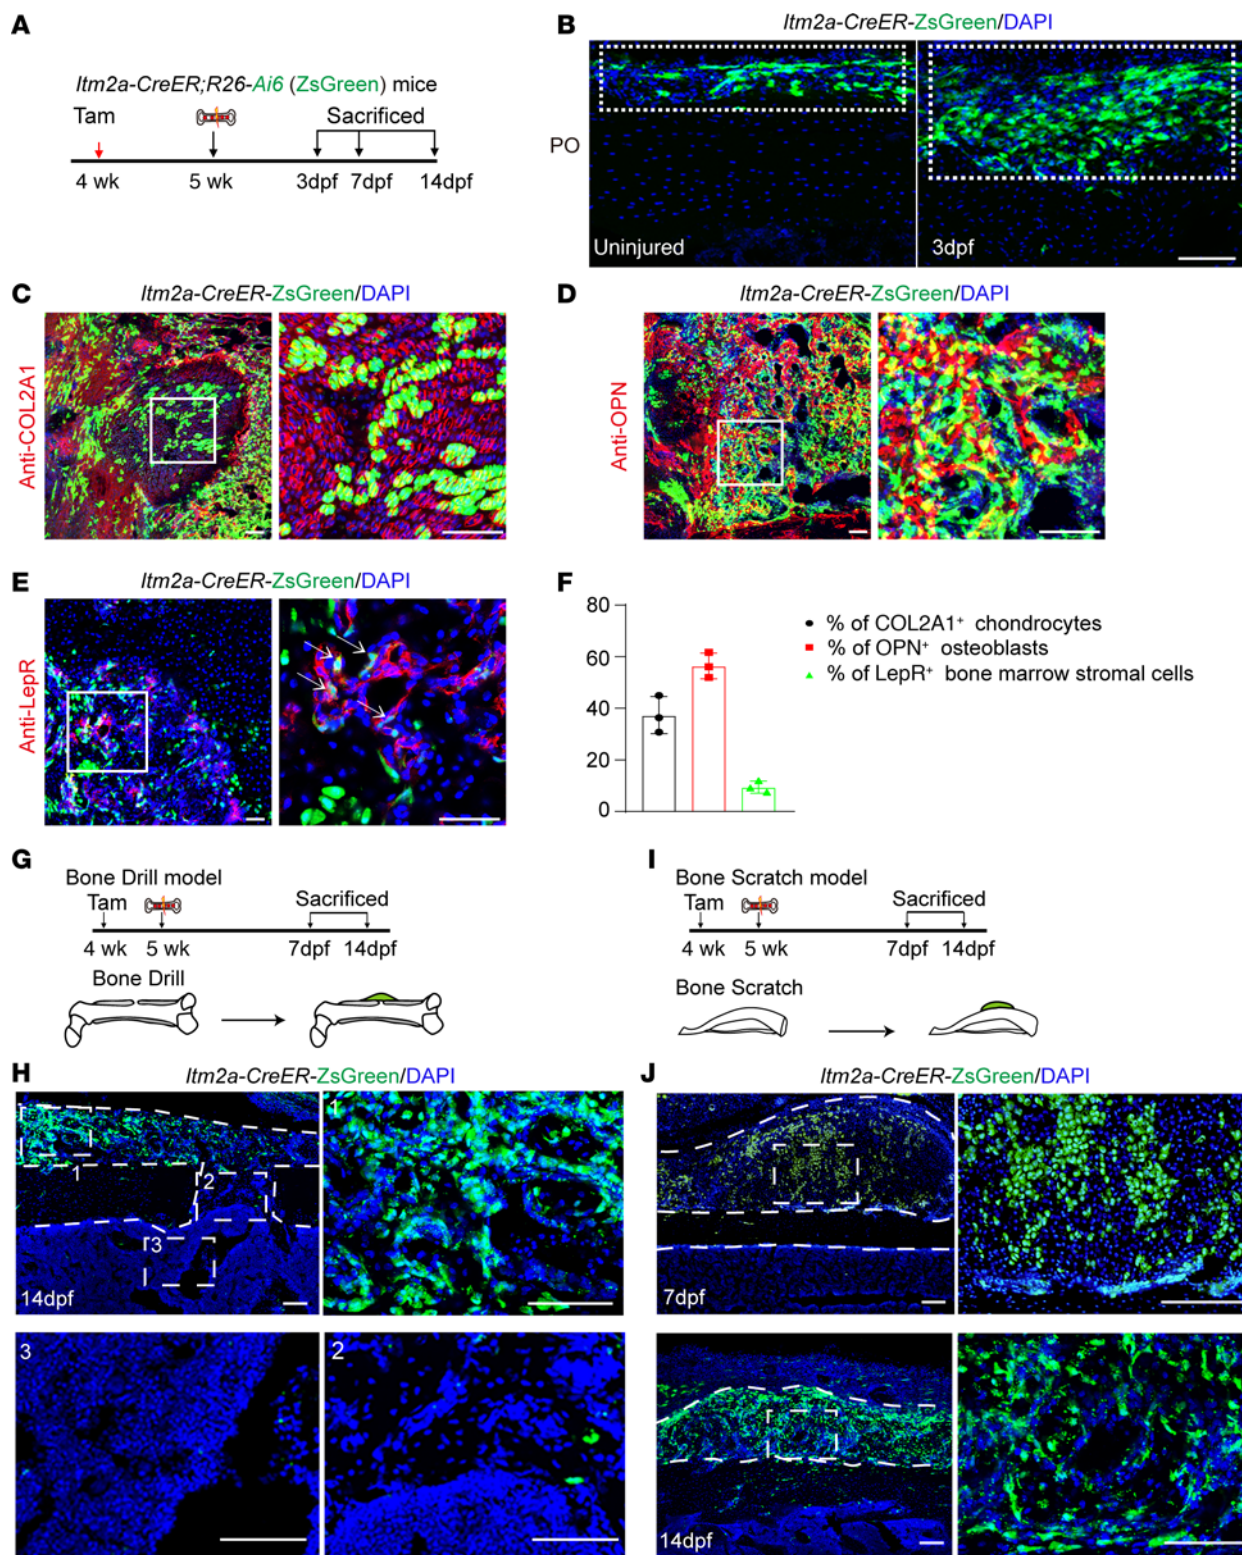 A
Itm2a-CreER;R26-Ai6 (ZsGreen) mice
Tam
Sacrificed
4 wk
5 wk
3dpf
7dpf
14dpf
B
Itm2a-CreER-ZsGreen/DAPI
PO
Uninjured
3dpf
C
Itm2a-CreER-ZsGreen/DAPI
Anti-COL2A1
D
Itm2a-CreER-ZsGreen/DAPI
Anti-OPN
E
Itm2a-CreER-ZsGreen/DAPI
Anti-LepR
F
80
60
40
20
0
% of COL2A1⁺ chondrocytes
% of OPN⁺ osteoblasts
% of LepR⁺ bone marrow stromal cells
G
Bone Drill model
Tam
Sacrificed
4 wk
5 wk
7dpf
14dpf
Bone Drill
I
Bone Scratch model
Tam
Sacrificed
4 wk
5 wk
7dpf
14dpf
Bone Scratch
H
Itm2a-CreER-ZsGreen/DAPI
1
2
3
14dpf
1
3
2
J
Itm2a-CreER-ZsGreen/DAPI
7dpf
14dpf